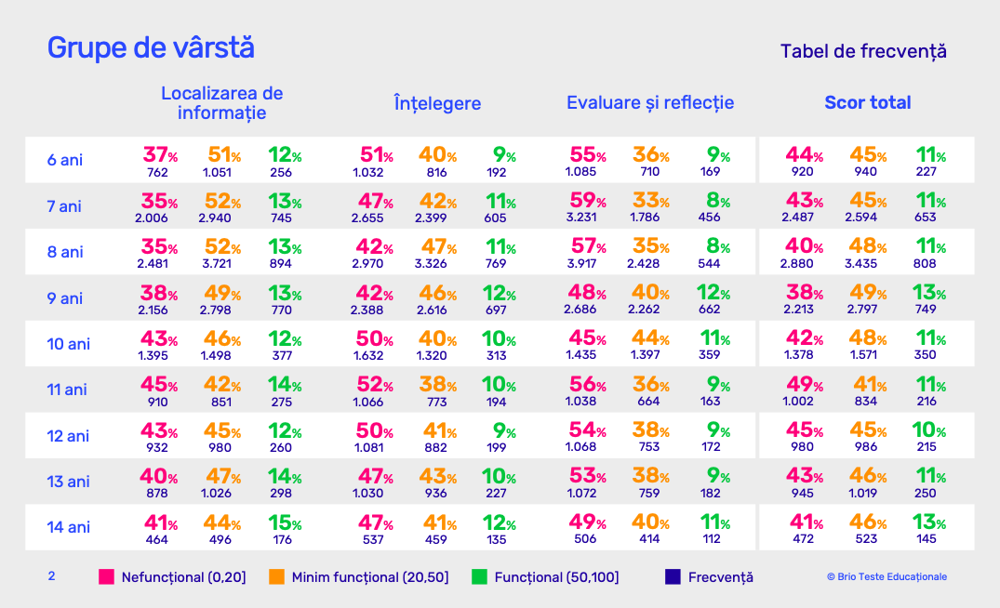 Grupe de vârstă
Tabel de frecvență
Localizarea de
informație
Înțelegere
Evaluare și reflecție
Scor total
6 ani 37% 51% 12% 51% 40% 9% 55% 36% 9% 44% 45% 11%
762 1.051 256 1.032 816 192 1.085 710 169 920 940 227
7 ani 35% 52% 13% 47% 42% 11% 59% 33% 8% 43% 45% 11%
2.006 2.940 745 2.655 2.399 605 3.231 1.786 456 2.487 2.594 653
8 ani 35% 52% 13% 42% 47% 11% 57% 35% 8% 40% 48% 11%
2.481 3.721 894 2.970 3.326 769 3.917 2.428 544 2.880 3.435 808
9 ani 38% 49% 13% 42% 46% 12% 48% 40% 12% 38% 49% 13%
2.156 2.798 770 2.388 2.616 697 2.686 2.262 662 2.213 2.797 749
10 ani 43% 46% 12% 50% 40% 10% 45% 44% 11% 42% 48% 11%
1.395 1.498 377 1.632 1.320 313 1.435 1.397 359 1.378 1.571 350
11 ani 45% 42% 14% 52% 38% 10% 56% 36% 9% 49% 41% 11%
910 851 275 1.066 773 194 1.038 664 163 1.002 834 216
12 ani 43% 45% 12% 50% 41% 9% 54% 38% 9% 45% 45% 10%
932 980 260 1.081 882 199 1.068 753 172 980 986 215
13 ani 40% 47% 14% 47% 43% 10% 53% 38% 9% 43% 46% 11%
878 1.026 298 1.030 936 227 1.072 759 182 945 1.019 250
14 ani 41% 44% 15% 47% 41% 12% 49% 40% 11% 41% 46% 13%
464 496 176 537 459 135 506 414 112 472 523 145
2 Nefuncțional (0,20] Minim funcțional (20,50] Funcțional (50,100] Frecvență © Brio Teste Educaționale